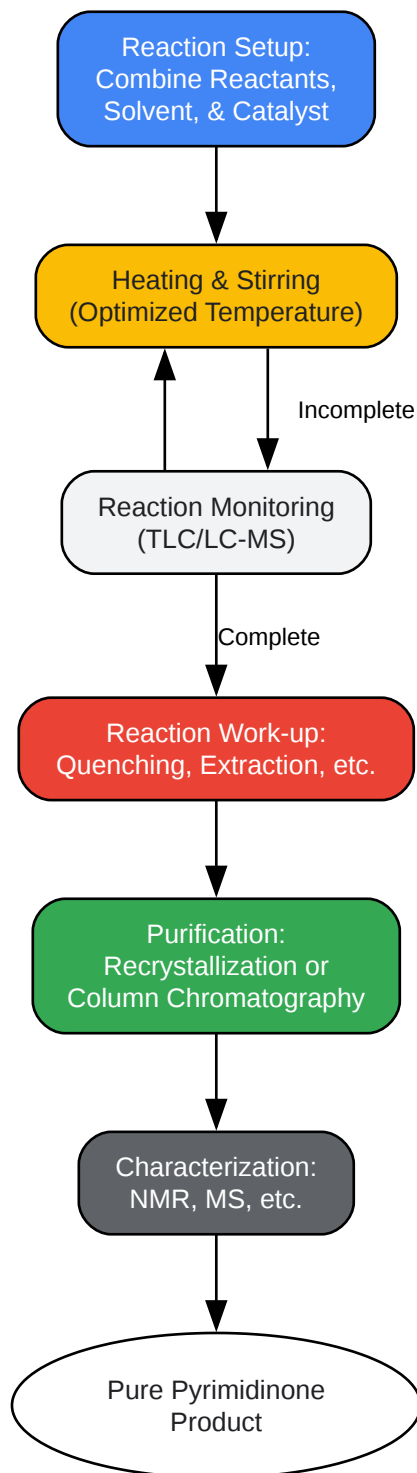 Reaction Setup:
Combine Reactants,
Solvent, & Catalyst
Heating & Stirring
(Optimized Temperature)
Incomplete
Reaction Monitoring
(TLC/LC-MS)
Complete
Reaction Work-up:
Quenching, Extraction, etc.
Purification:
Recrystallization or
Column Chromatography
Characterization:
NMR, MS, etc.
Pure Pyrimidinone
Product